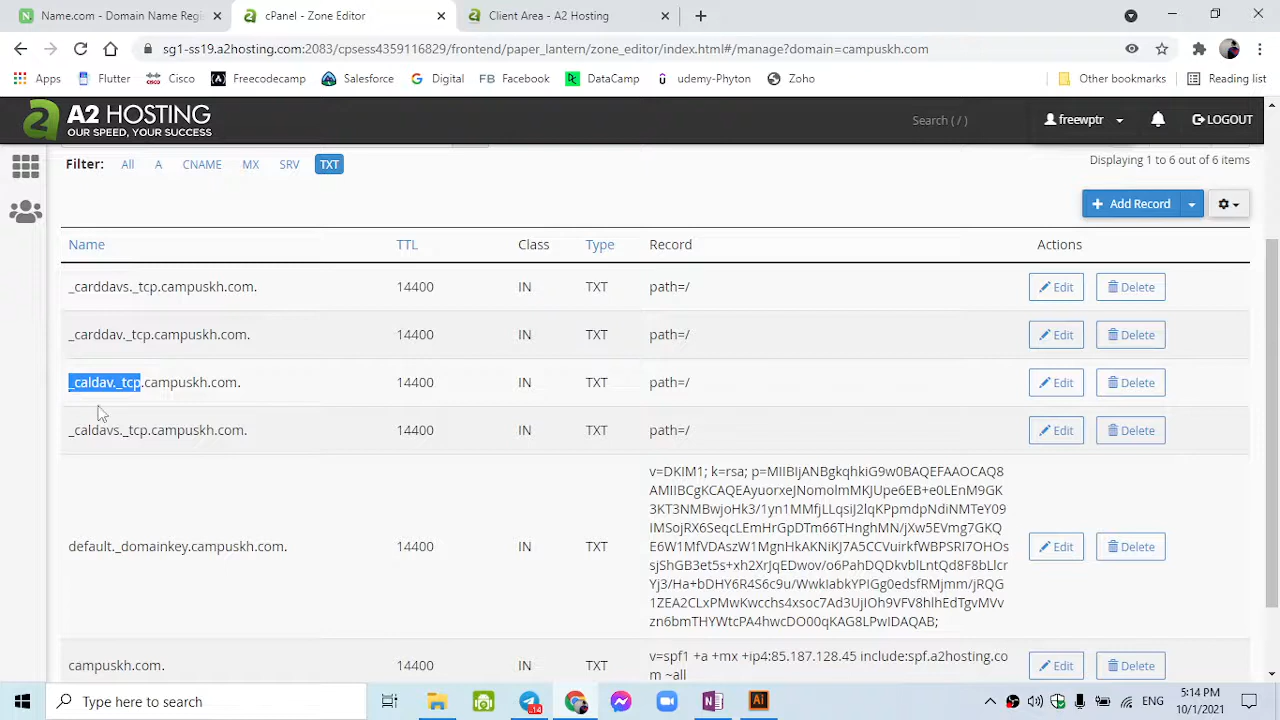 Name.com - Domain Name Regi
cPanel - Zone Editor
Client Area - A2 Hosting
sg1-ss19.a2hosting.com:2083/cpsess4359116829/frontend/paper_lantern/zone_editor/index.html#/manage?domain=campuskh.com
Apps Flutter Cisco Freecodecamp Salesforce Digital FB Facebook DataCamp udemy-Phyton Zoho Other bookmarks Reading list
A2 HOSTING
OUR SPEED, YOUR SUCCESS
Search ( / )
freewptr
LOGOUT
Filter: All A CNAME MX SRV TXT
Displaying 1 to 6 out of 6 items
+ Add Record
Name TTL Class Type Record Actions
_carddavs._tcp.campuskh.com. 14400 IN TXT path=/ Edit Delete
_carddav._tcp.campuskh.com. 14400 IN TXT path=/ Edit Delete
_caldav._tcp.campuskh.com. 14400 IN TXT path=/ Edit Delete
_caldavs._tcp.campuskh.com. 14400 IN TXT path=/ Edit Delete
v=DKIM1; k=rsa; p=MIIBIjANBgkqhkiG9w0BAQEFAAOCAQ8
AMIIBCgKCAQEAyuorxeJNomolmMKJUpe6EB+e0LEnM9GK
3KT3NMBwjoHk3/1yn1MMfjLLqsiJ2lqKPpmdpNdiNMTeY09
IMSojRX6SeqcLEmHrGpDTm66THnghMN/jXw5EVmg7GKQ
default._domainkey.campuskh.com. 14400 IN TXT E6W1MfVDAszW1MgnHkAKNiKJ7A5CCVuirkfWBPSRI7OHOs Edit Delete
sjShGB3et5s+xh2XrJqEDwov/o6PahDQDkvblLntQd8F8bLlcr
Yj3/Ha+bDHY6R4S6c9u/WwkIabkYPIGg0edsfRMjmm/jRQG
1ZEA2CLxPMwKwcchs4xsoc7Ad3UjIOh9VFV8hlhEdTgvMVv
zn6bmTHYWtcPA4hwcDO00qKAG8LPwIDAQAB;
campuskh.com. 14400 IN TXT v=spf1 +a +mx +ip4:85.187.128.45 include:spf.a2hosting.co Edit Delete
m ~all
Type here to search
14
Ai
ENG
5:14 PM
10/1/2021